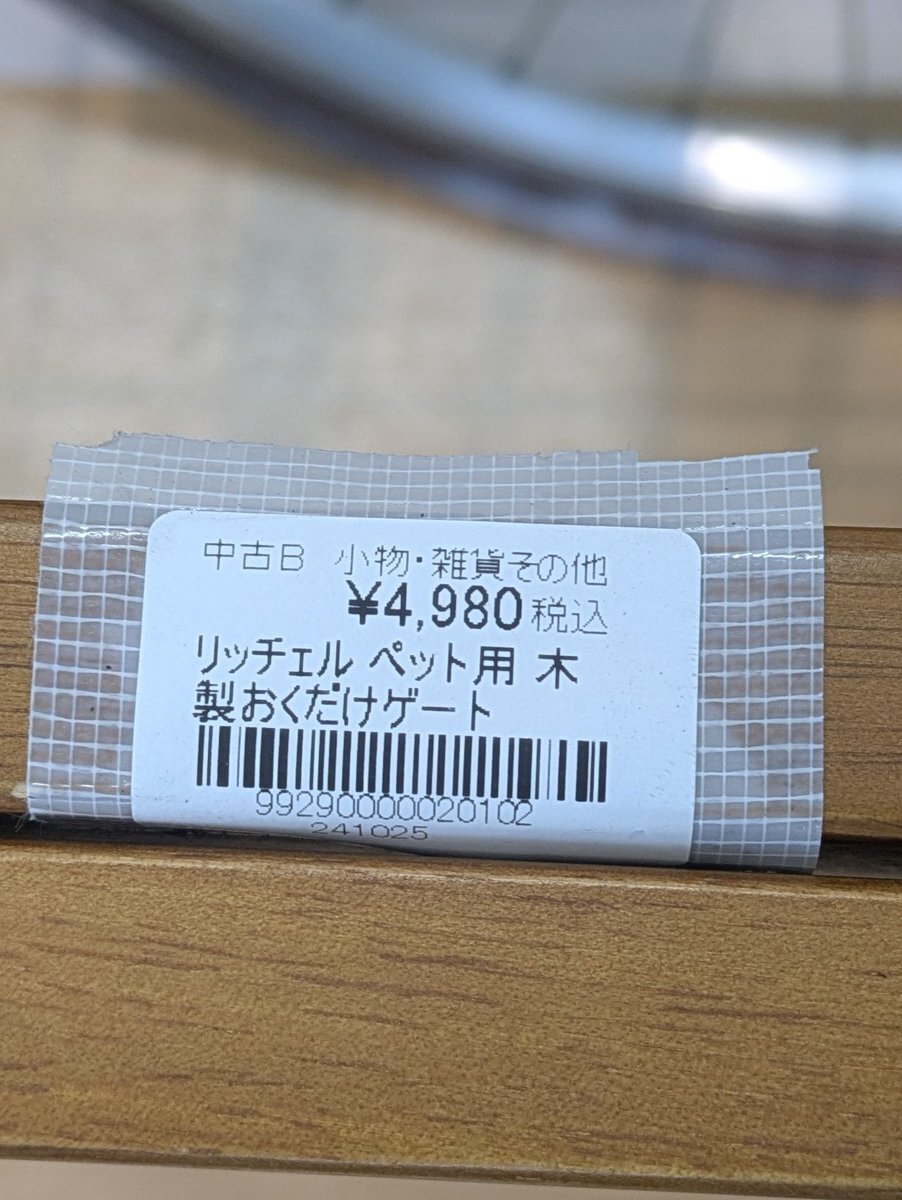 中古B 小物・雑貨その他
¥4,980税込
リッチェル ペット用 木
製おくだけゲート
99290000020102
241025